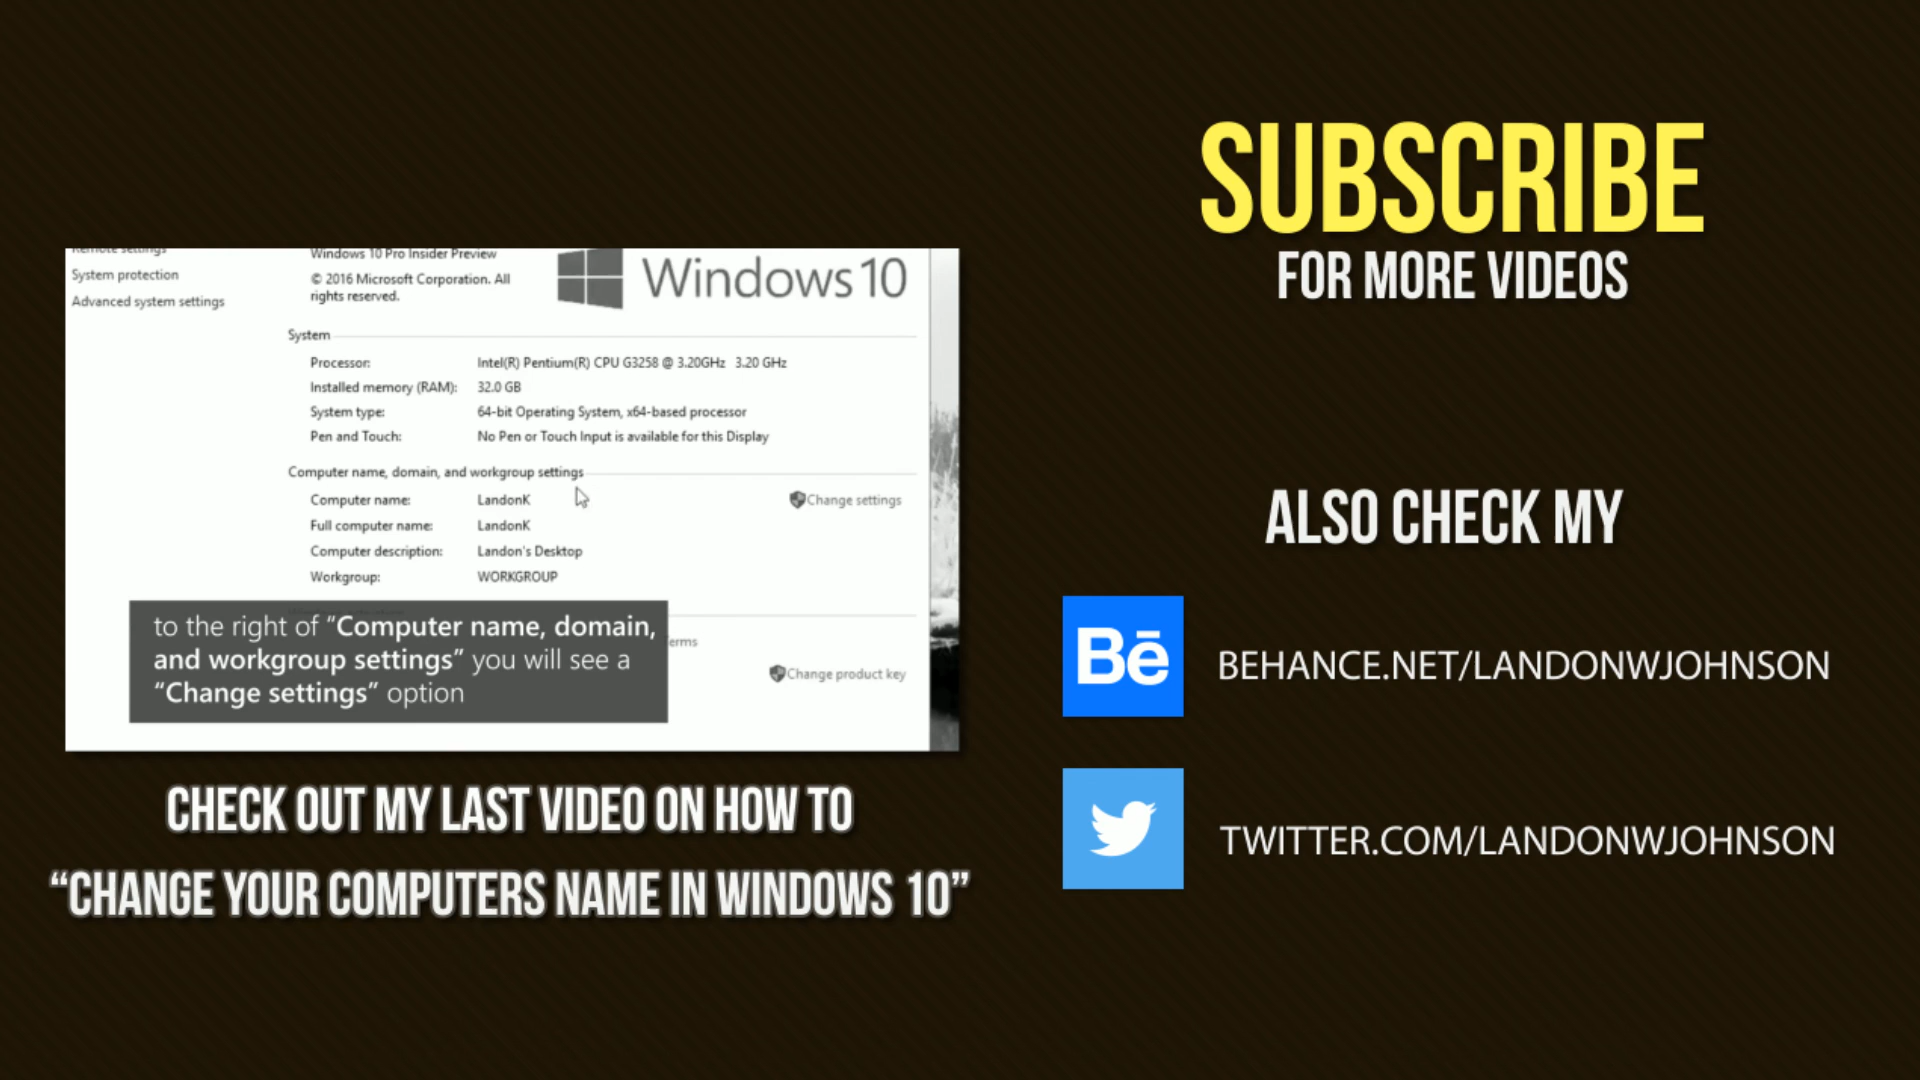 Remote settings
System protection
Advanced system settings
Windows 10 Pro Insider Preview
© 2016 Microsoft Corporation. All
rights reserved.
Windows 10
System
Processor: Intel(R) Pentium(R) CPU G3258 @ 3.20GHz 3.20 GHz
Installed memory (RAM): 32.0 GB
System type: 64-bit Operating System, x64-based processor
Pen and Touch: No Pen or Touch Input is available for this Display
Computer name, domain, and workgroup settings
Computer name: LandonK
Change settings
Full computer name: LandonK
Computer description: Landon's Desktop
Workgroup: WORKGROUP
to the right of “Computer name, domain,
and workgroup settings” you will see a
“Change settings” option
erms
Change product key
CHECK OUT MY LAST VIDEO ON HOW TO
“CHANGE YOUR COMPUTERS NAME IN WINDOWS 10”
SUBSCRIBE
FOR MORE VIDEOS
ALSO CHECK MY
Bē
BEHANCE.NET/LANDONWJOHNSON
TWITTER.COM/LANDONWJOHNSON